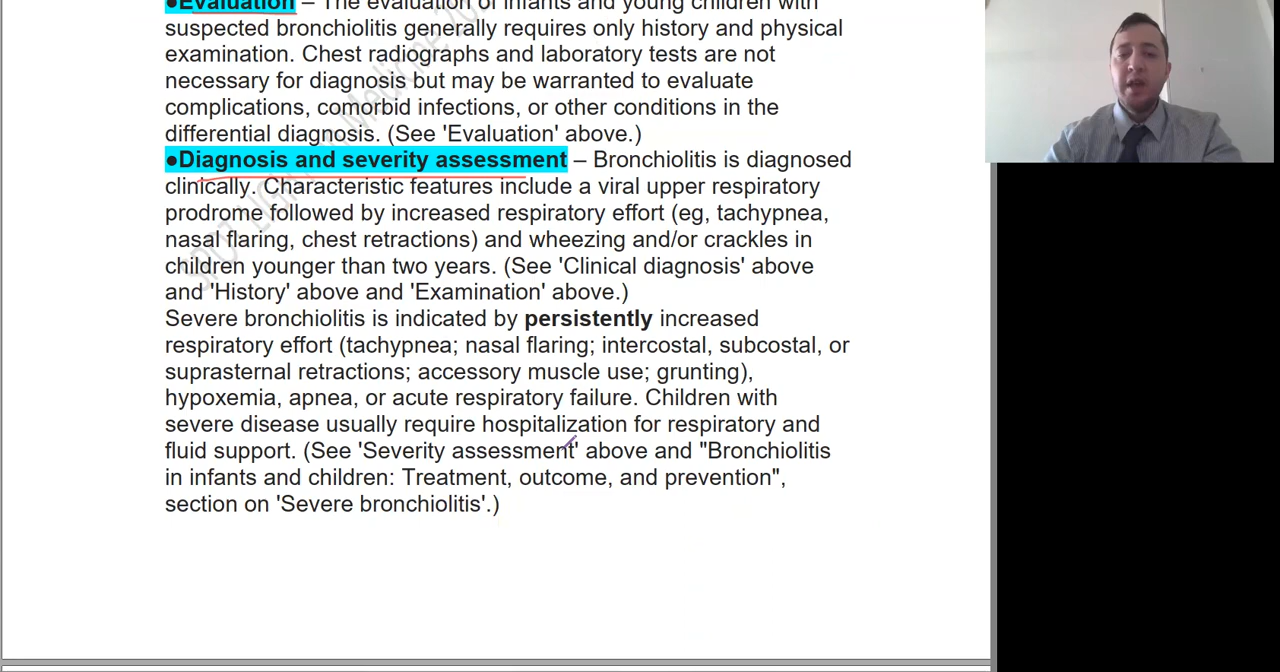 ●Evaluation – The evaluation of infants and young children with
suspected bronchiolitis generally requires only history and physical
examination. Chest radiographs and laboratory tests are not
necessary for diagnosis but may be warranted to evaluate
complications, comorbid infections, or other conditions in the
differential diagnosis. (See 'Evaluation' above.)
●Diagnosis and severity assessment – Bronchiolitis is diagnosed
clinically. Characteristic features include a viral upper respiratory
prodrome followed by increased respiratory effort (eg, tachypnea,
nasal flaring, chest retractions) and wheezing and/or crackles in
children younger than two years. (See 'Clinical diagnosis' above
and 'History' above and 'Examination' above.)
Severe bronchiolitis is indicated by persistently increased
respiratory effort (tachypnea; nasal flaring; intercostal, subcostal, or
suprasternal retractions; accessory muscle use; grunting),
hypoxemia, apnea, or acute respiratory failure. Children with
severe disease usually require hospitalization for respiratory and
fluid support. (See 'Severity assessment' above and "Bronchiolitis
in infants and children: Treatment, outcome, and prevention",
section on 'Severe bronchiolitis'.)